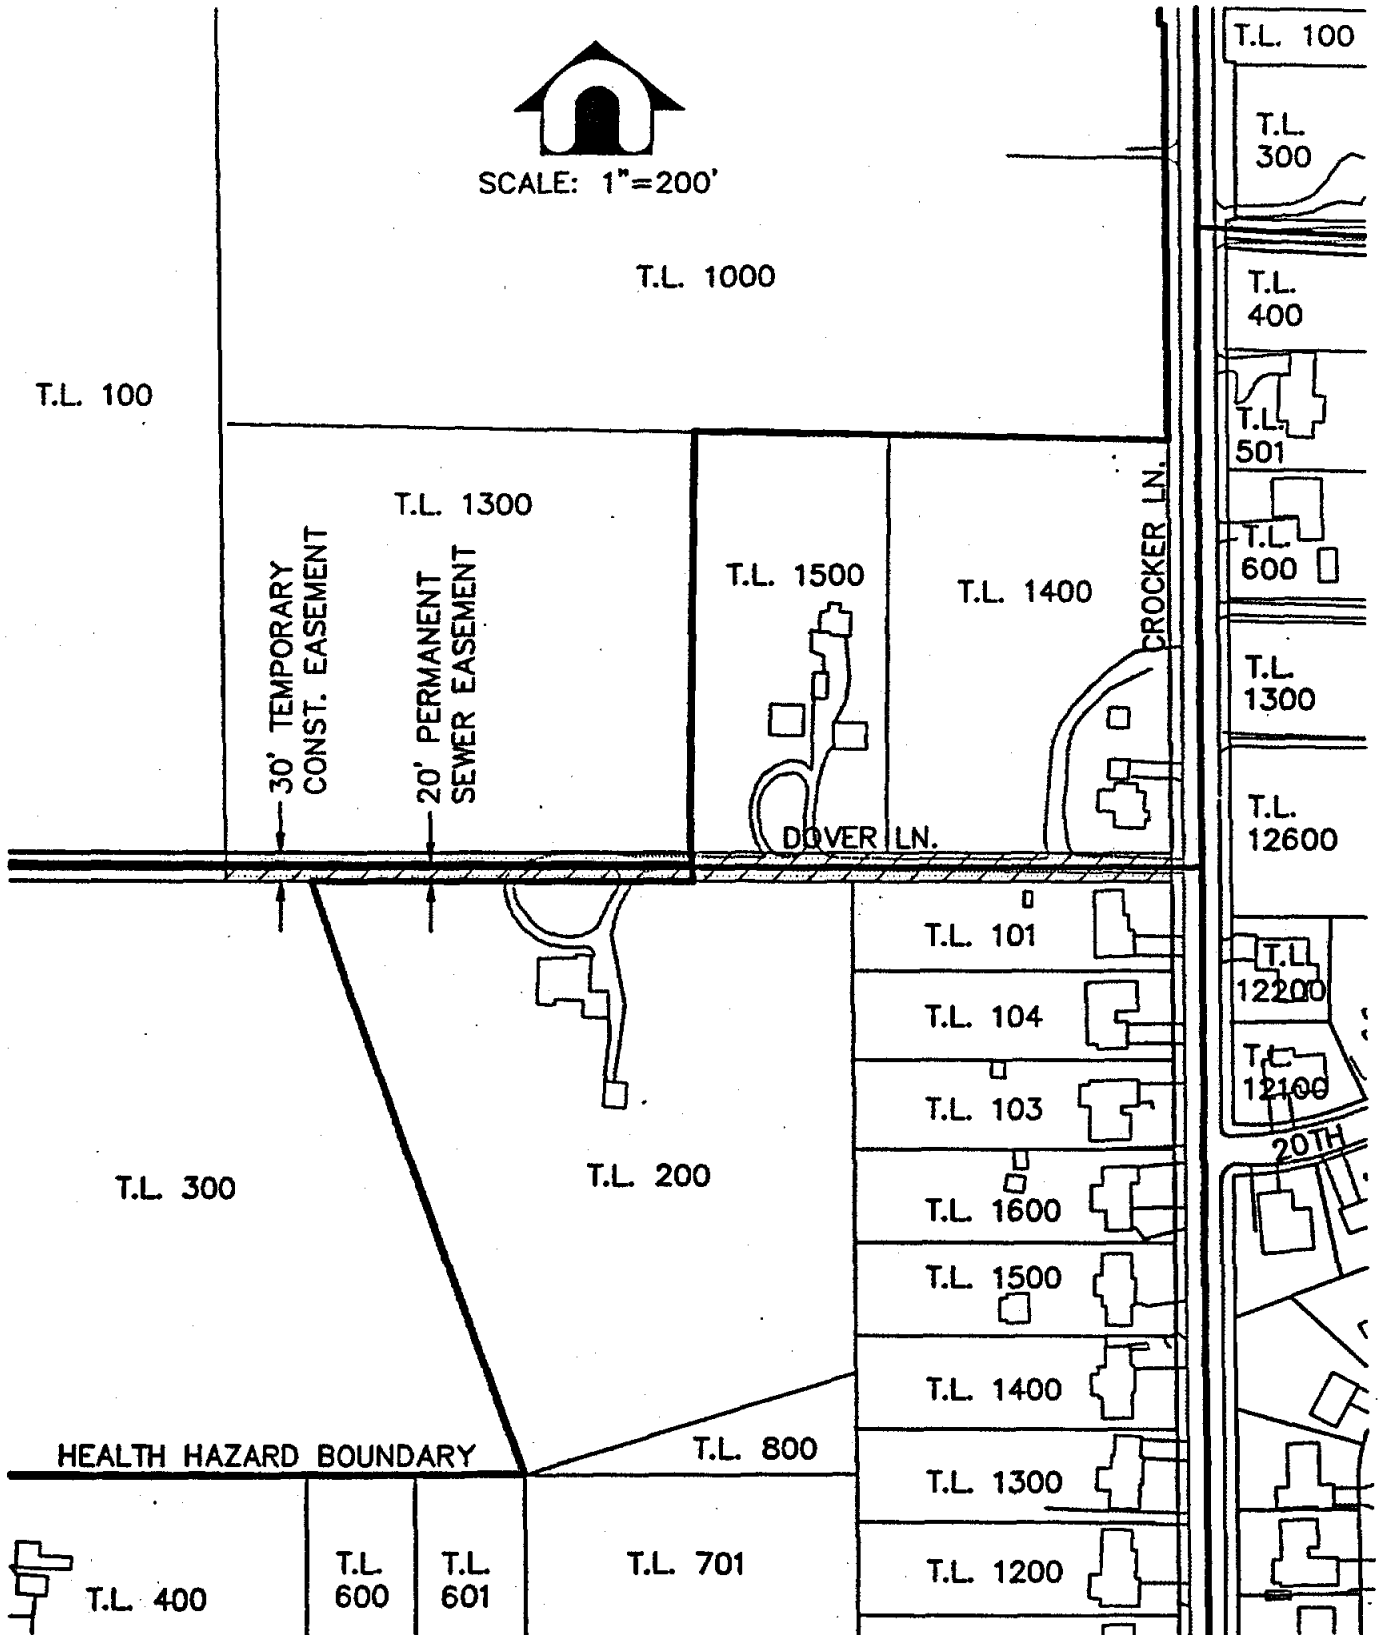 T.L. 100
SCALE: 1"=200'
T.L.
300
T.L. 1000
T.L.
400
T.L. 100
T.L.
501
T.L. 1300
CROCKER LN.
T.L.
600
30' TEMPORARY
CONST. EASEMENT
20' PERMANENT
SEWER EASEMENT
T.L. 1500
T.L. 1400
T.L.
1300
DOVER LN.
T.L.
12600
T.L. 101
T.L.
12200
T.L. 104
T.L.
12100
T.L. 103
20TH
T.L. 300
T.L. 200
T.L. 1600
T.L. 1500
T.L. 1400
HEALTH HAZARD BOUNDARY
T.L. 800
T.L. 1300
T.L. 400
T.L.
600
T.L.
601
T.L. 701
T.L. 1200